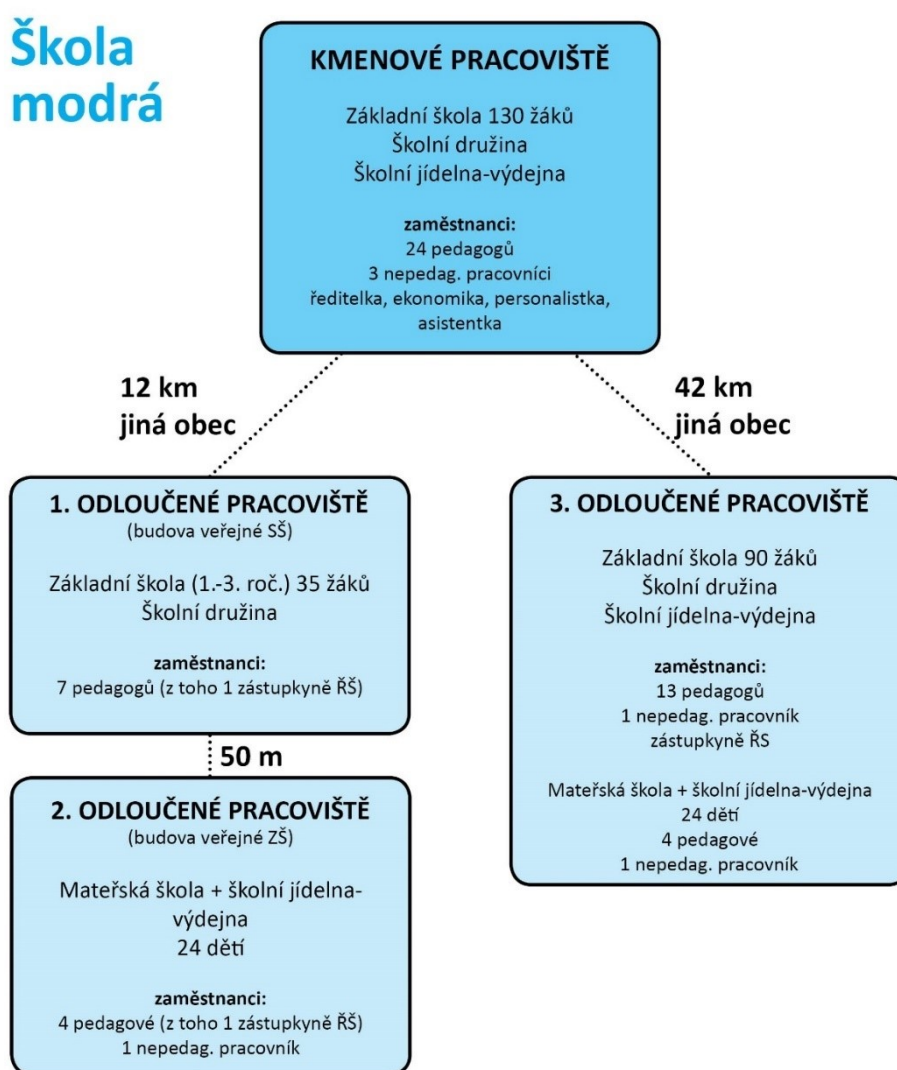 Škola
modrá
KMENOVÉ PRACOVIŠTĚ
Základní škola 130 žáků
Školní družina
Školní jídelna-výdejna
zaměstnanci:
24 pedagogů
3 nepedag. pracovníci
ředitelka, ekonomika, personalistka,
asistentka
12 km
jiná obec
42 km
jiná obec
1. ODLOUČENÉ PRACOVIŠTĚ
(budova veřejné SŠ)
Základní škola (1.-3. roč.) 35 žáků
Školní družina
zaměstnanci:
7 pedagogů (z toho 1 zástupkyně ŘŠ)
50 m
2. ODLOUČENÉ PRACOVIŠTĚ
(budova veřejné ZŠ)
Mateřská škola + školní jídelna-
výdejna
24 dětí
zaměstnanci:
4 pedagové (z toho 1 zástupkyně ŘŠ)
1 nepedag. pracovník
3. ODLOUČENÉ PRACOVIŠTĚ
Základní škola 90 žáků
Školní družina
Školní jídelna-výdejna
zaměstnanci:
13 pedagogů
1 nepedag. pracovník
zástupkyně ŘS
Mateřská škola + školní jídelna-výdejna
24 dětí
4 pedagové
1 nepedag. pracovník